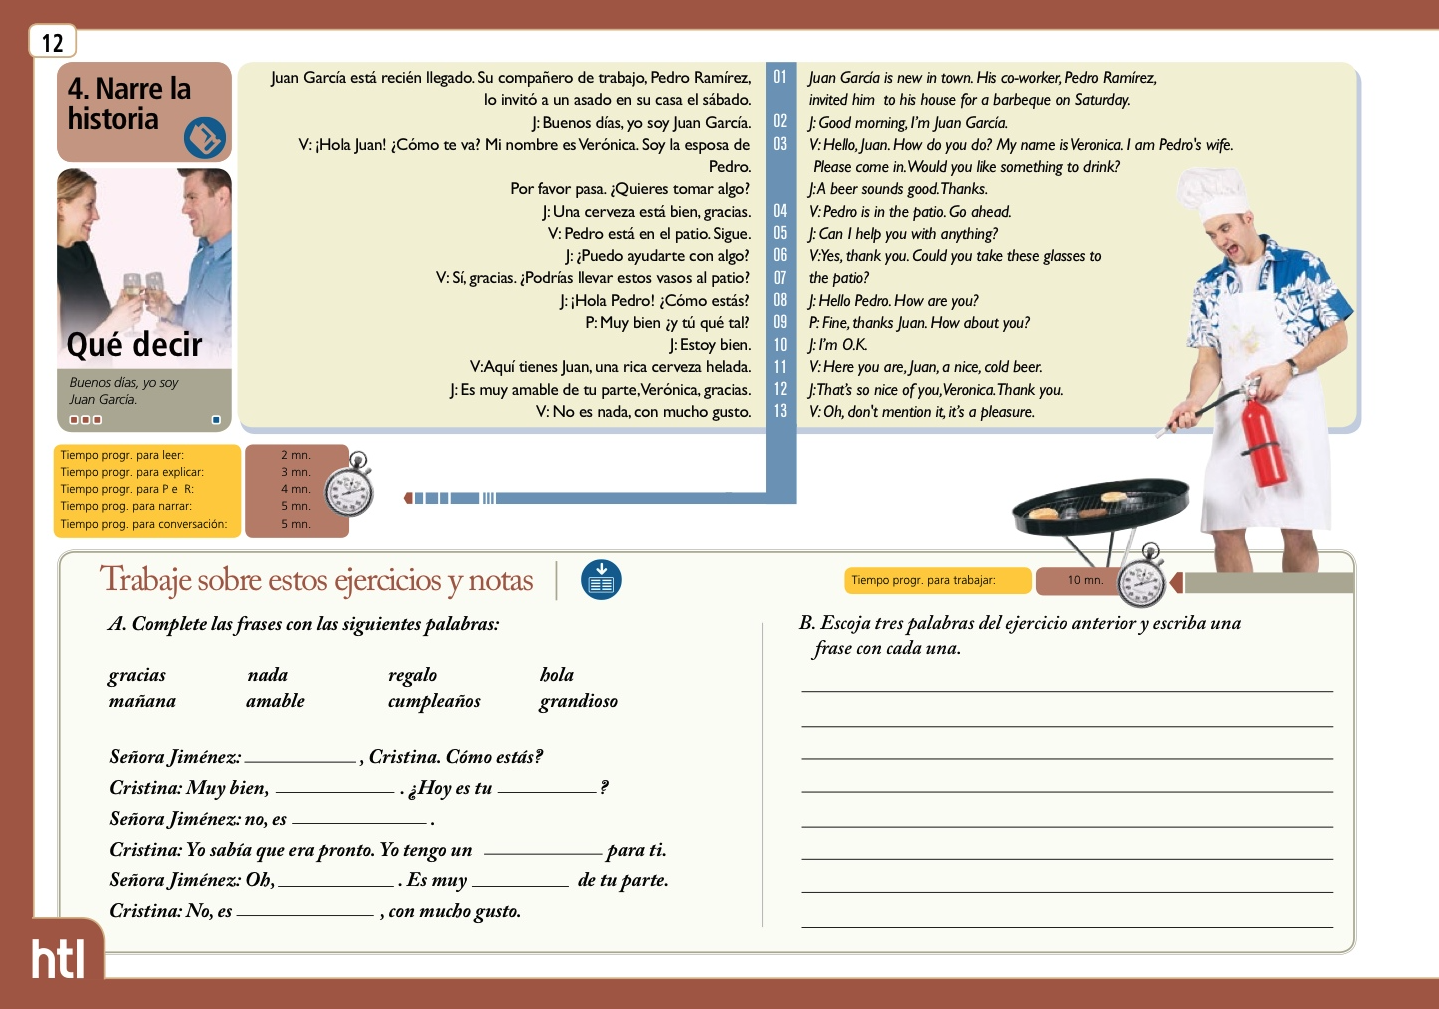 12
4. Narre la
historia
Qué decir
Buenos días, yo soy
Juan García.
Juan García está recién llegado. Su compañero de trabajo, Pedro Ramírez,
lo invitó a un asado en su casa el sábado.
J: Buenos días, yo soy Juan García.
V: ¡Hola Juan! ¿Cómo te va? Mi nombre es Verónica. Soy la esposa de
Pedro.
Por favor pasa. ¿Quieres tomar algo?
J: Una cerveza está bien, gracias.
V: Pedro está en el patio. Sigue.
J: ¿Puedo ayudarte con algo?
V: Sí, gracias. ¿Podrías llevar estos vasos al patio?
J: ¡Hola Pedro! ¿Cómo estás?
P: Muy bien ¿y tú qué tal?
J: Estoy bien.
V: Aquí tienes Juan, una rica cerveza helada.
J: Es muy amable de tu parte, Verónica, gracias.
V: No es nada, con mucho gusto.
01
02
03
04
05
06
07
08
09
10
11
12
13
Juan García is new in town. His co-worker, Pedro Ramírez,
invited him to his house for a barbeque on Saturday.
J: Good morning, I'm Juan García.
V: Hello, Juan. How do you do? My name is Veronica. I am Pedro's wife.
Please come in. Would you like something to drink?
J: A beer sounds good. Thanks.
V: Pedro is in the patio. Go ahead.
J: Can I help you with anything?
V: Yes, thank you. Could you take these glasses to
the patio?
J: Hello Pedro. How are you?
P: Fine, thanks Juan. How about you?
J: I'm O.K.
V: Here you are, Juan, a nice, cold beer.
J: That's so nice of you, Veronica. Thank you.
V: Oh, don't mention it, it's a pleasure.
Tiempo progr. para leer: 2 mn.
Tiempo progr. para explicar: 3 mn.
Tiempo progr. para P e R: 4 mn.
Tiempo prog. para narrar: 5 mn.
Tiempo prog. para conversación: 5 mn.
Trabaje sobre estos ejercicios y notas
Tiempo progr. para trabajar: 10 mn.
A. Complete las frases con las siguientes palabras:
gracias nada regalo hola
mañana amable cumpleaños grandioso
Señora Jiménez: ___________ , Cristina. Cómo estás?
Cristina: Muy bien, ___________ . ¿Hoy es tu __________ ?
Señora Jiménez: no, es _____________ .
Cristina: Yo sabía que era pronto. Yo tengo un ___________ para ti.
Señora Jiménez: Oh, ___________ . Es muy __________ de tu parte.
Cristina: No, es _____________ , con mucho gusto.
B. Escoja tres palabras del ejercicio anterior y escriba una
frase con cada una.
htl